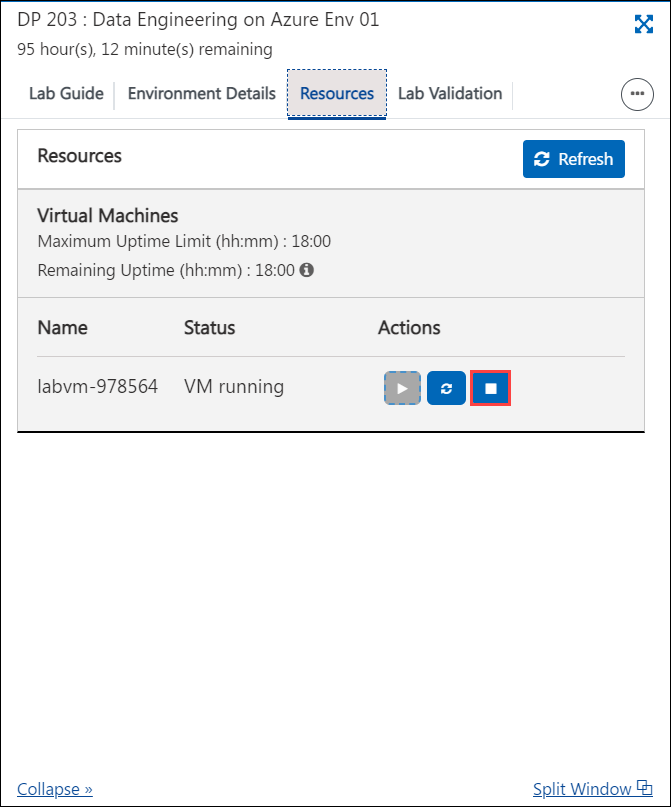 DP 203 : Data Engineering on Azure Env 01
95 hour(s), 12 minute(s) remaining
Lab Guide Environment Details Resources Lab Validation
Resources Refresh
Virtual Machines
Maximum Uptime Limit (hh:mm) : 18:00
Remaining Uptime (hh:mm) : 18:00
Name Status Actions
labvm-978564 VM running
Collapse » Split Window